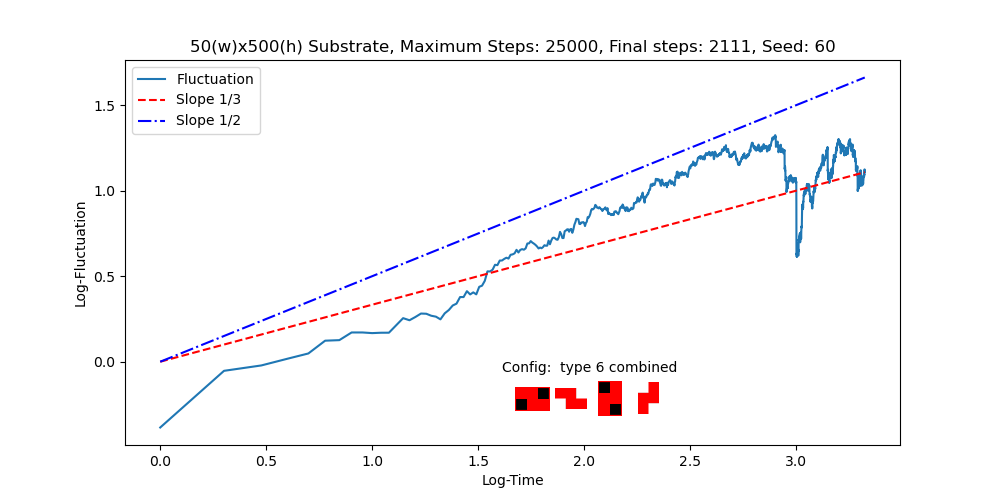 50(w)x500(h) Substrate, Maximum Steps: 25000, Final steps: 2111, Seed: 60
Fluctuation
Slope 1/3
Slope 1/2
1.5
1.0
0.5
0.0
Log-Fluctuation
Config:  type 6 combined
0.0 0.5 1.0 1.5 2.0 2.5 3.0
Log-Time